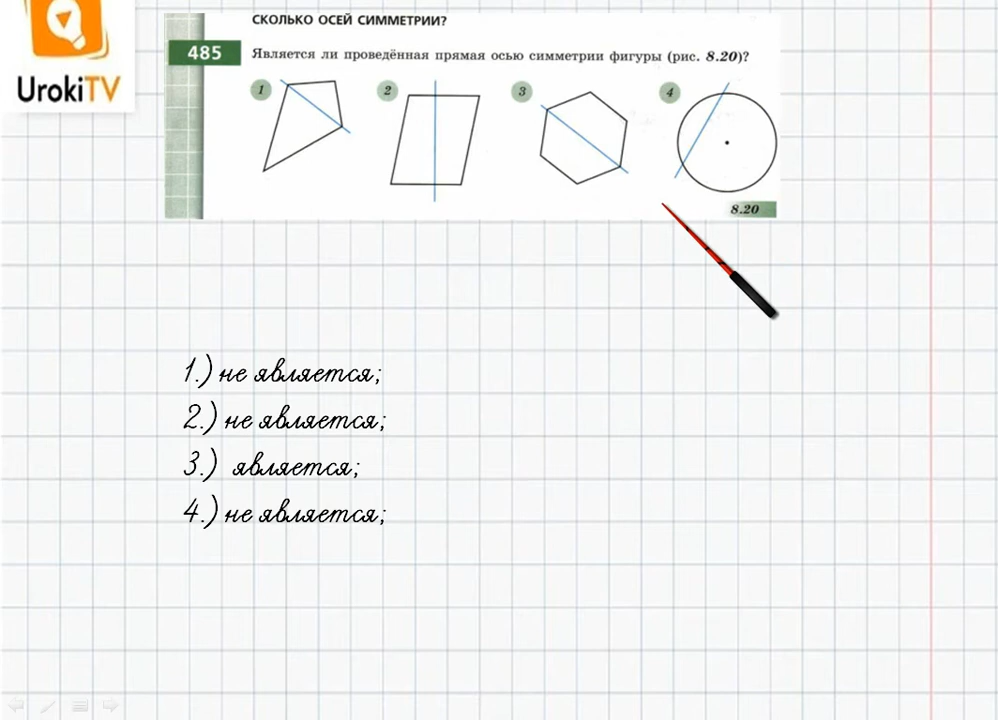 UrokiTV
СКОЛЬКО ОСЕЙ СИММЕТРИИ?
485 Является ли проведённая прямая осью симметрии фигуры (рис. 8.20)?
1 2 3 4
8.20
1.) не является;
2.) не является;
3.) является;
4.) не является;